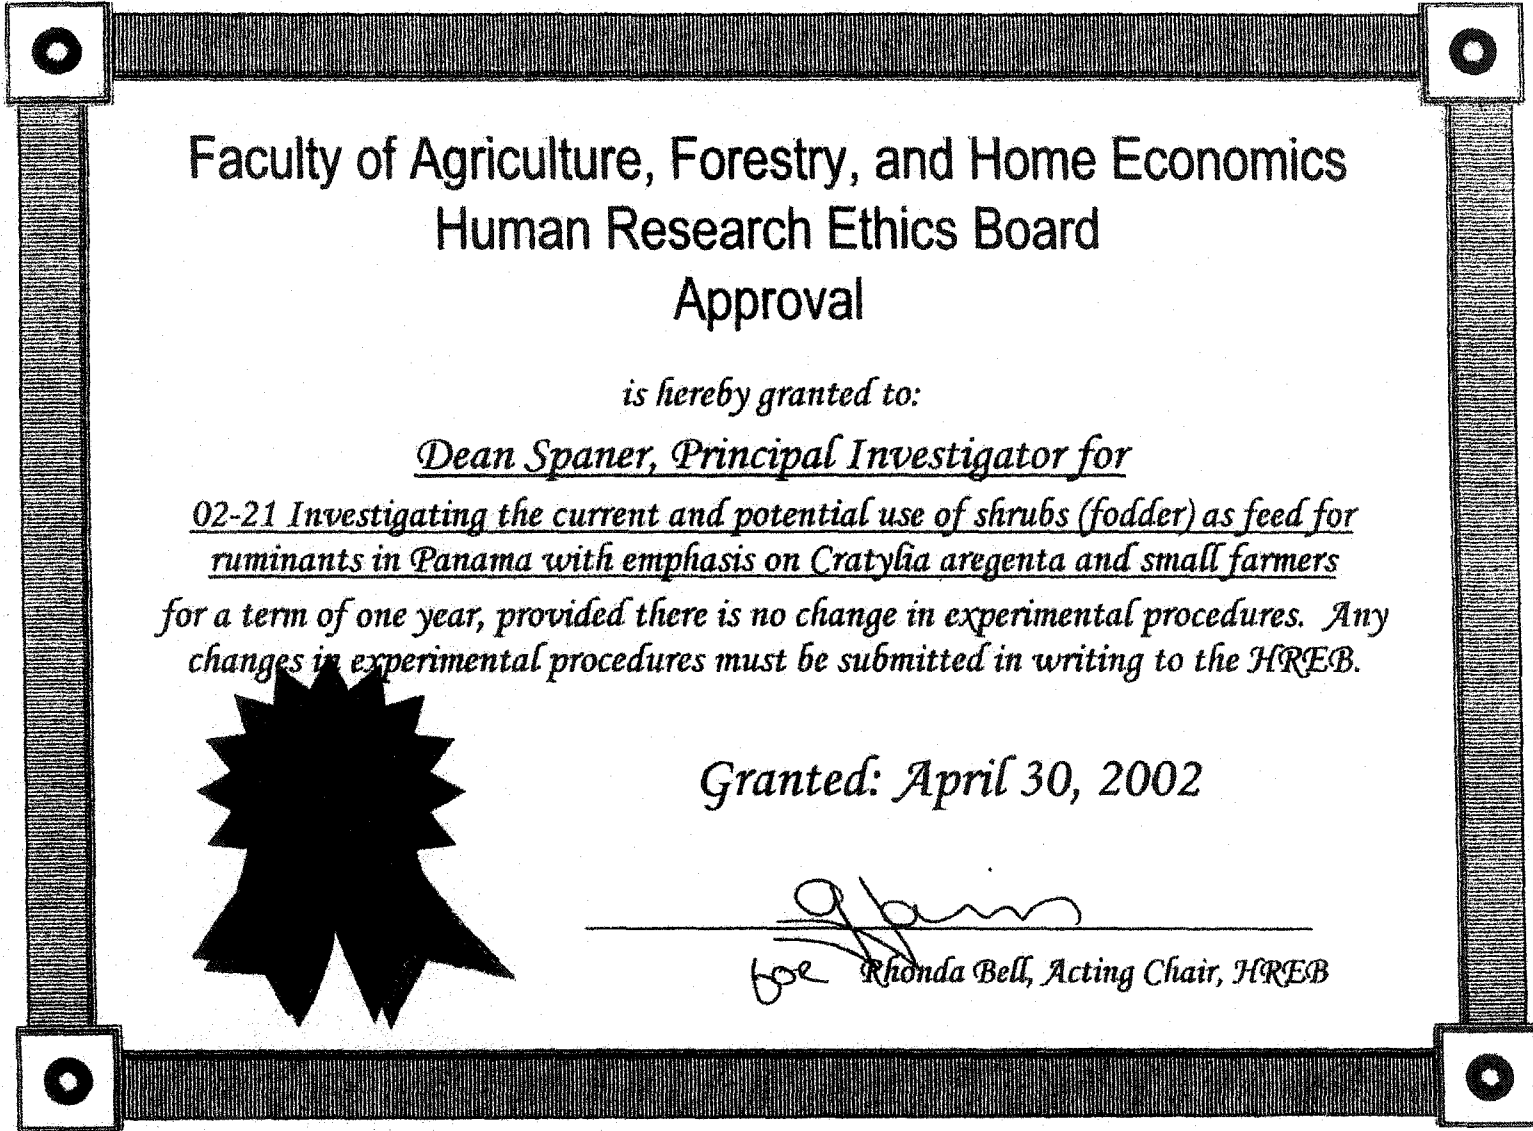 Faculty of Agriculture, Forestry, and Home Economics
Human Research Ethics Board
Approval
is hereby granted to:
Dean Spaner, Principal Investigator for
02-21 Investigating the current and potential use of shrubs (fodder) as feed for
ruminants in Panama with emphasis on Cratylia aregenta and small farmers
for a term of one year, provided there is no change in experimental procedures. Any
changes in experimental procedures must be submitted in writing to the HREB.
Granted: April 30, 2002
for Rhonda Bell, Acting Chair, HREB